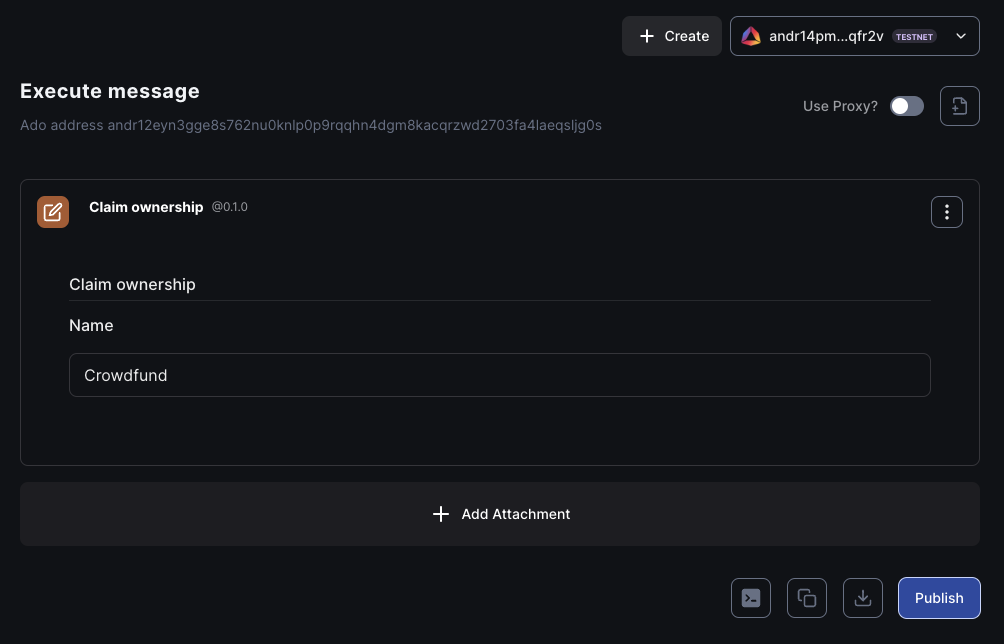 Create
andr14pm...qfr2v TESTNET
Execute message
Use Proxy?
Ado address andr12eyn3gge8s762nu0knlp0p9rqqhn4dgm8kacqrzwd2703fa4laeqsljg0s
Claim ownership @0.1.0
Claim ownership
Name
Crowdfund
Add Attachment
Publish